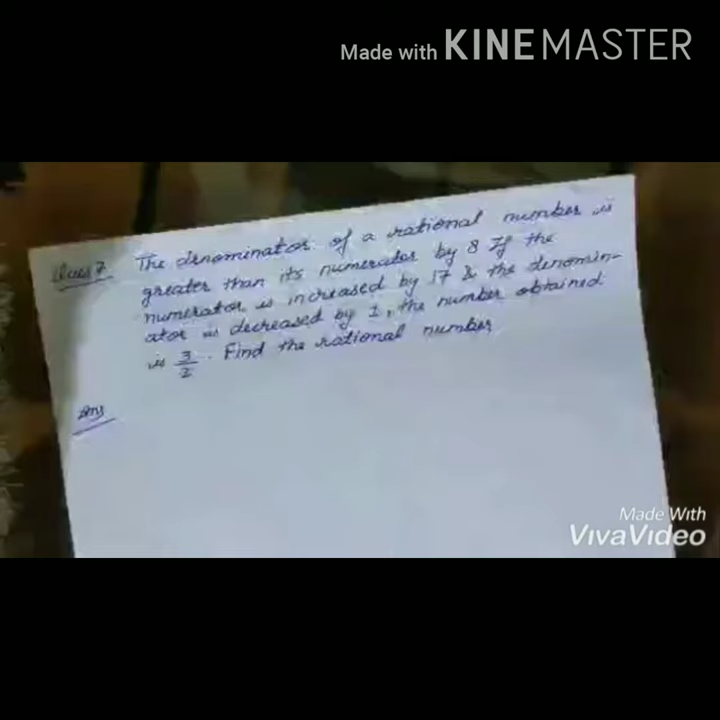 Made with KINEMASTER
Ques 7. The denominator of a rational number is
greater than its numerator by 8 If the
numerator is increased by 17 & the denomin-
ator is decreased by 1, the number obtained
is 3/2. Find the rational number
Ans
Made With
VivaVideo